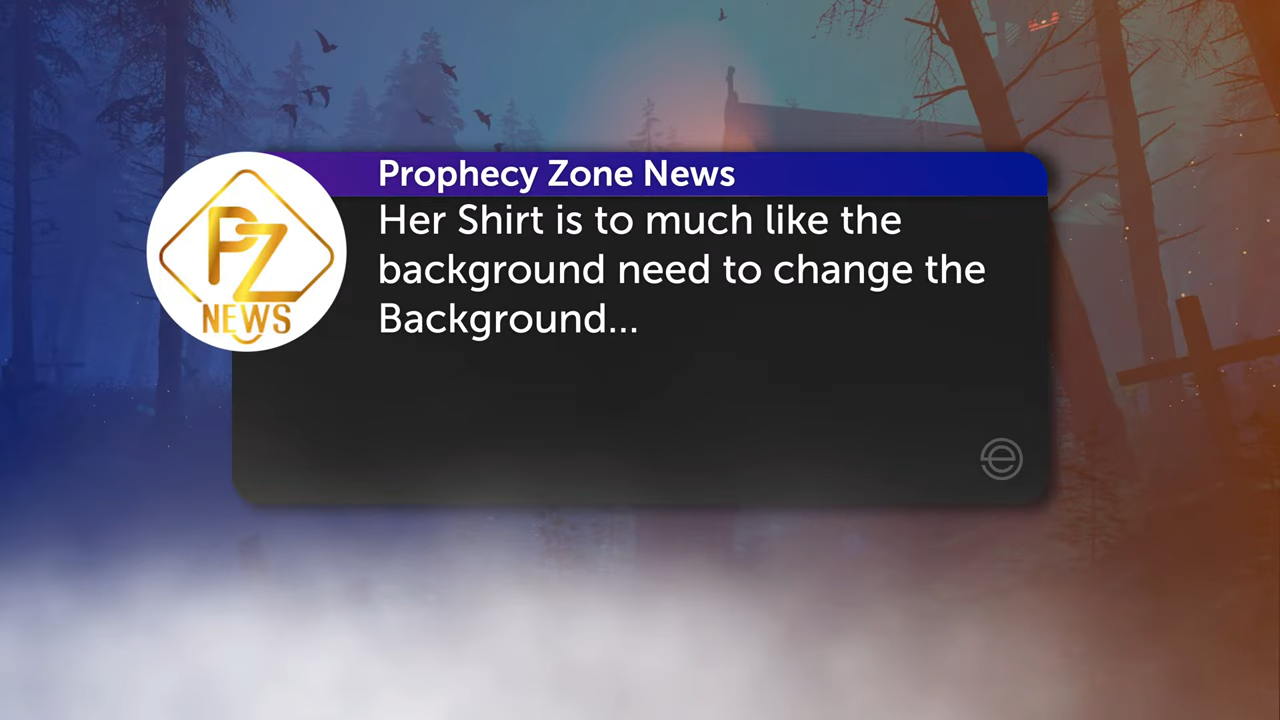 Prophecy Zone News
Her Shirt is to much like the
background need to change the
Background...
PZ
NEWS
e